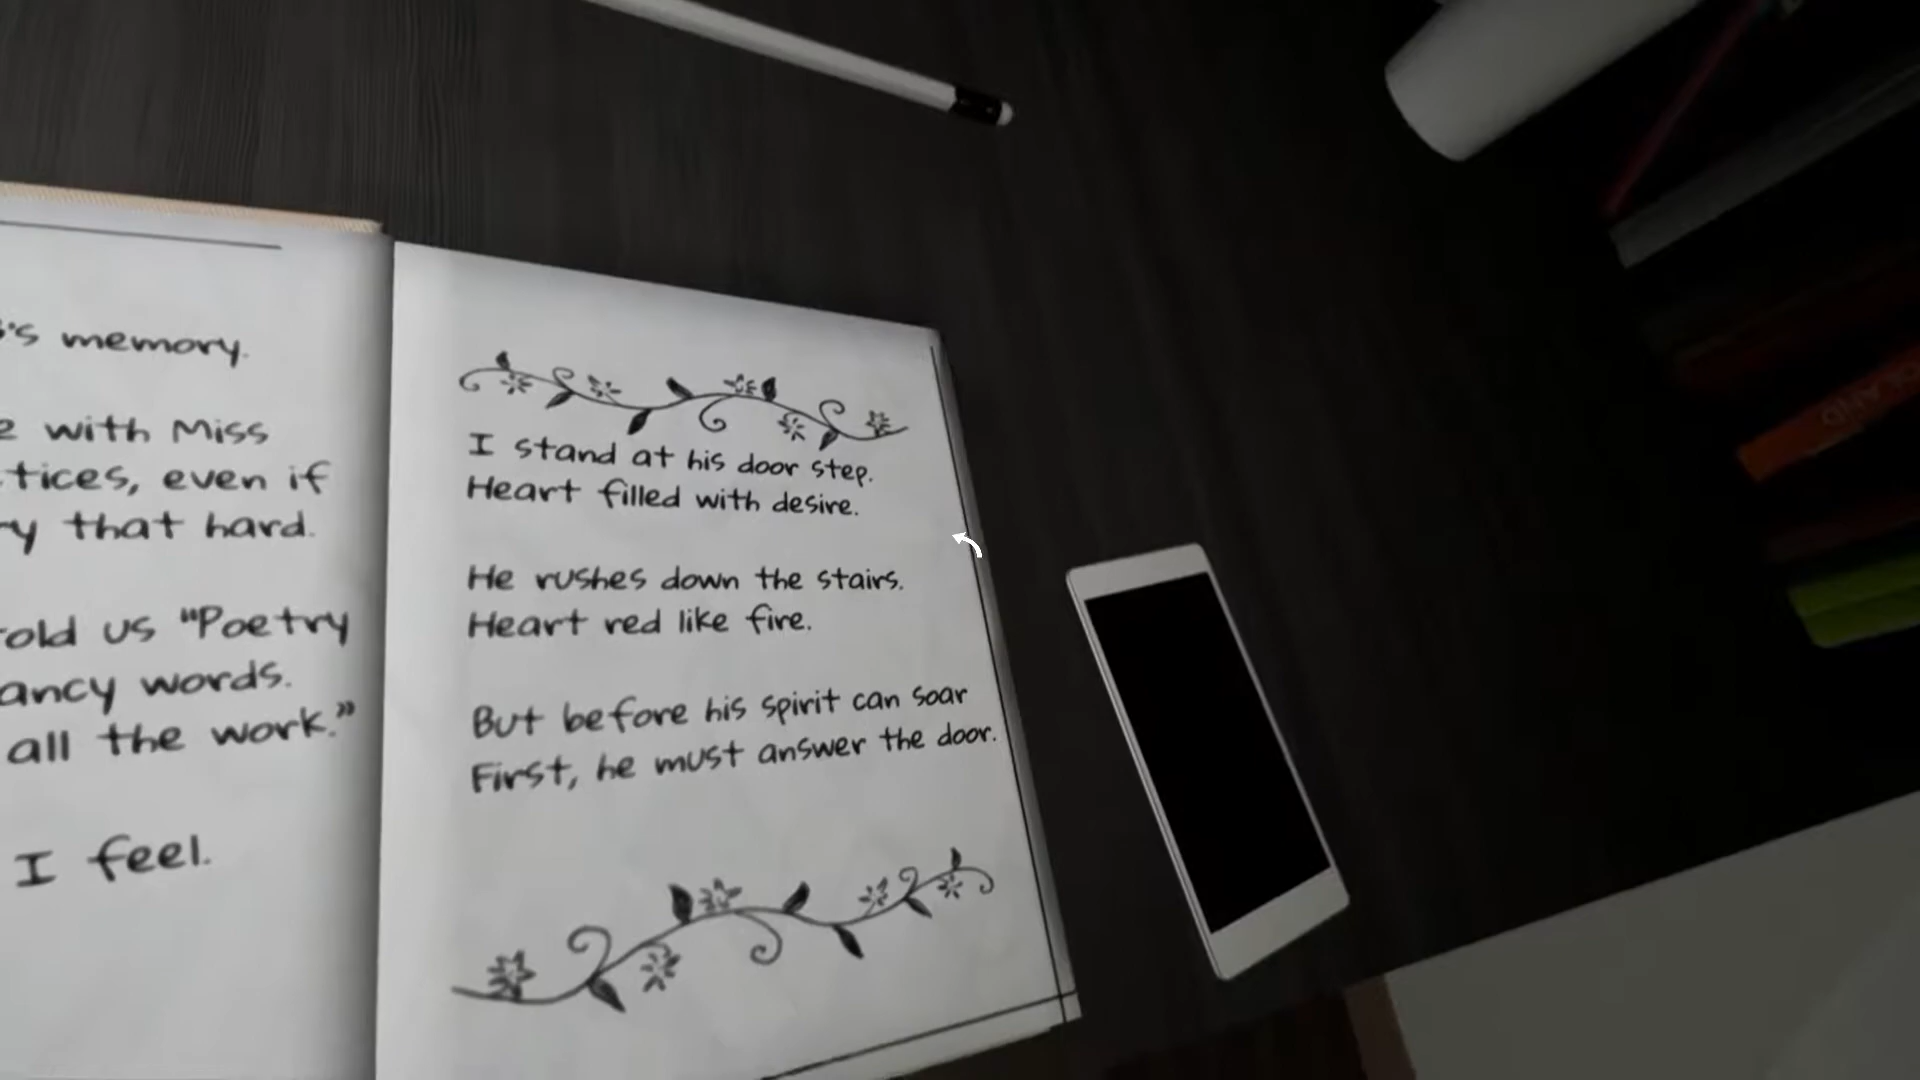 's memory.
with Miss
tices, even if
y that hard.
old us "Poetry
ancy words.
all the work."
I feel.
I stand at his door step.
Heart filled with desire.
He rushes down the stairs.
Heart red like fire.
But before his spirit can soar
First, he must answer the door.